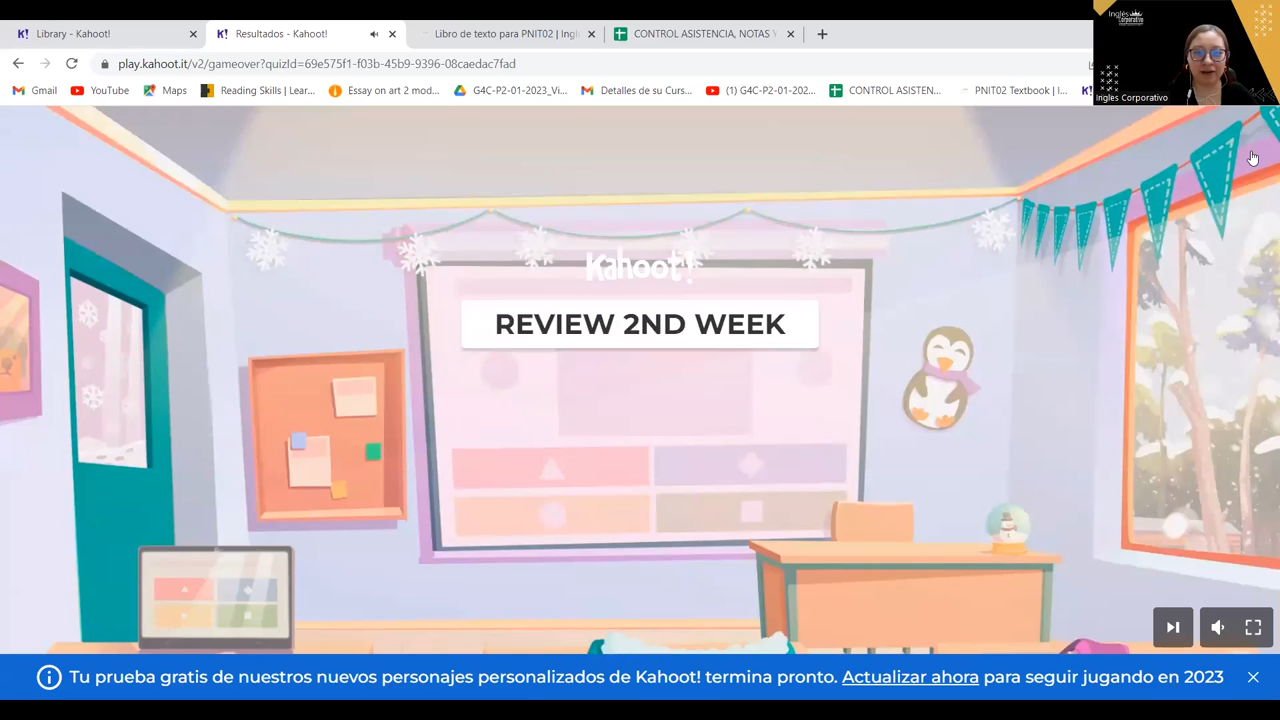 Library - Kahoot!
Resultados - Kahoot!
Libro de texto para PNIT02 | Ingl
CONTROL ASISTENCIA, NOTAS Y
play.kahoot.it/v2/gameover?quizId=69e575f1-f03b-45b9-9396-08caedac7fad
Gmail
YouTube
Maps
Reading Skills | Lear...
Essay on art 2 mod...
G4C-P2-01-2023_Vi...
Detalles de su Curs...
(1) G4C-P2-01-202...
CONTROL ASISTEN...
PNIT02 Textbook | I...
Inglés
Corporativo
Ingles Corporativo
Kahoot!
REVIEW 2ND WEEK
Tu prueba gratis de nuestros nuevos personajes personalizados de Kahoot! termina pronto. Actualizar ahora para seguir jugando en 2023